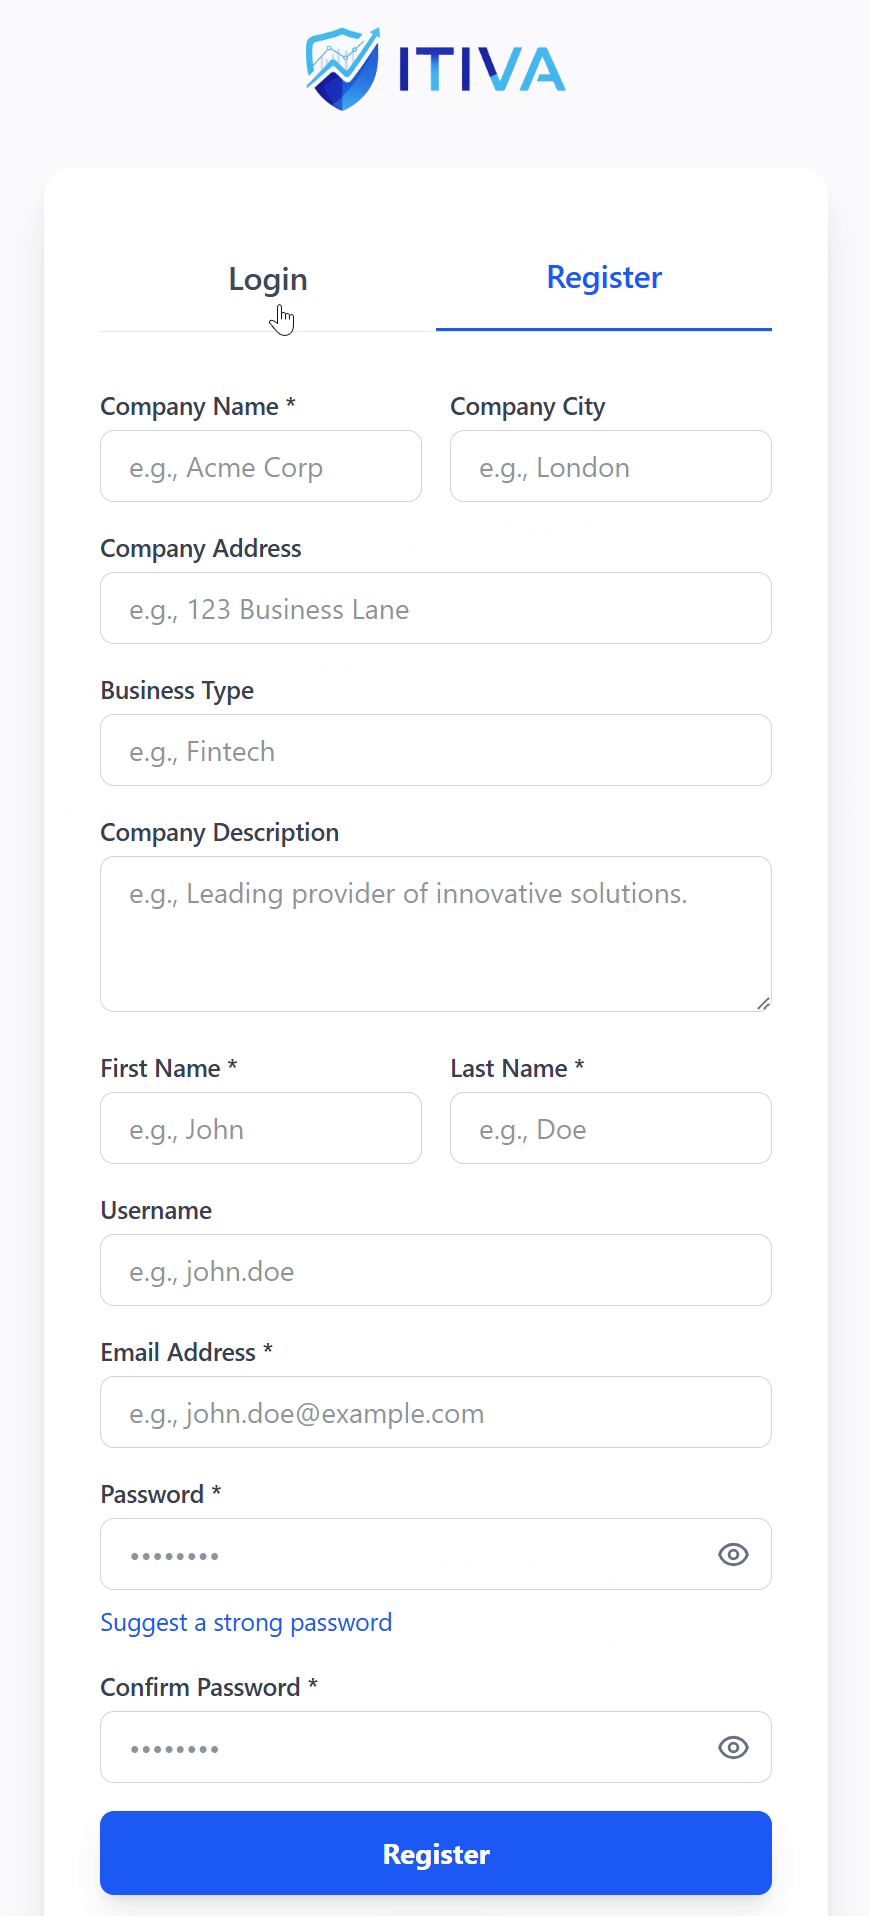 ITIVA
Login
Register
Company Name *
Company City
e.g., Acme Corp
e.g., London
Company Address
e.g., 123 Business Lane
Business Type
e.g., Fintech
Company Description
e.g., Leading provider of innovative solutions.
First Name *
Last Name *
e.g., John
e.g., Doe
Username
e.g., john.doe
Email Address *
e.g., john.doe@example.com
Password *
••••••••
Suggest a strong password
Confirm Password *
••••••••
Register